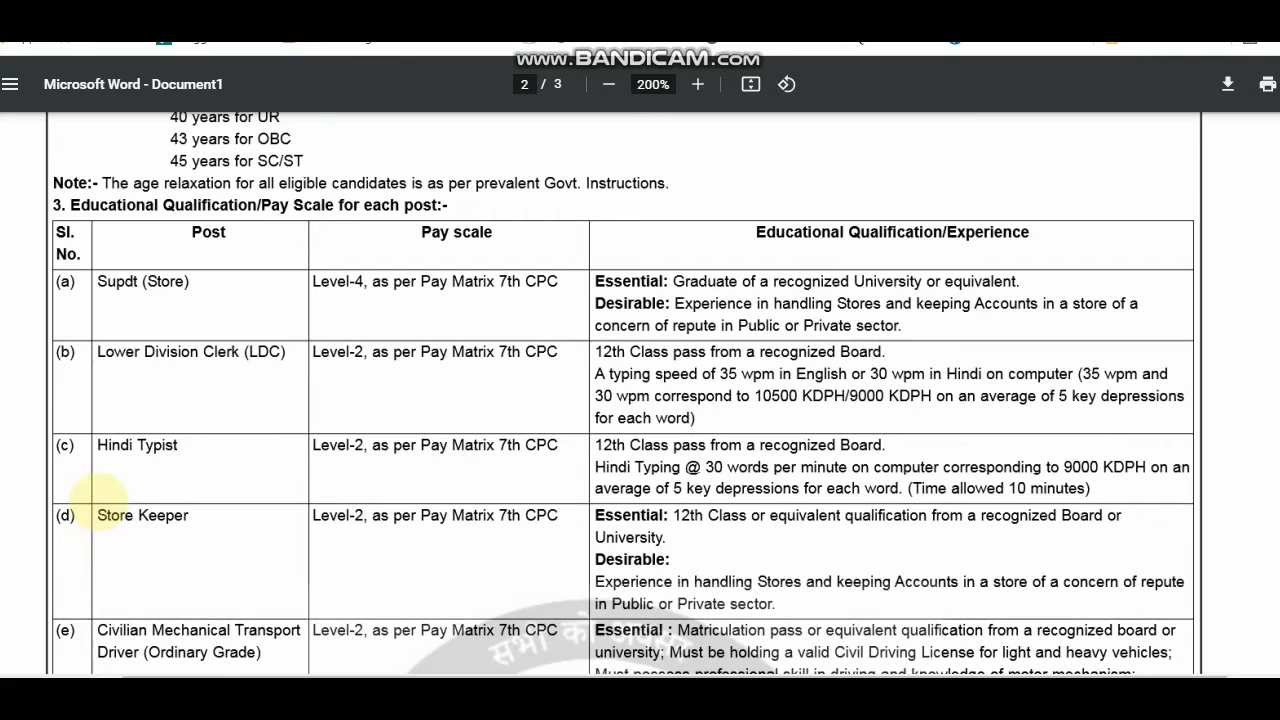 www.BANDICAM.com
Microsoft Word - Document1
2 / 3
200%
40 years for UR
43 years for OBC
45 years for SC/ST
Note:- The age relaxation for all eligible candidates is as per prevalent Govt. Instructions.
3. Educational Qualification/Pay Scale for each post:-
Sl. No.
Post
Pay scale
Educational Qualification/Experience
(a)
Supdt (Store)
Level-4, as per Pay Matrix 7th CPC
Essential: Graduate of a recognized University or equivalent.
Desirable: Experience in handling Stores and keeping Accounts in a store of a
concern of repute in Public or Private sector.
(b)
Lower Division Clerk (LDC)
Level-2, as per Pay Matrix 7th CPC
12th Class pass from a recognized Board.
A typing speed of 35 wpm in English or 30 wpm in Hindi on computer (35 wpm and
30 wpm correspond to 10500 KDPH/9000 KDPH on an average of 5 key depressions
for each word)
(c)
Hindi Typist
Level-2, as per Pay Matrix 7th CPC
12th Class pass from a recognized Board.
Hindi Typing @ 30 words per minute on computer corresponding to 9000 KDPH on an
average of 5 key depressions for each word. (Time allowed 10 minutes)
(d)
Store Keeper
Level-2, as per Pay Matrix 7th CPC
Essential: 12th Class or equivalent qualification from a recognized Board or
University.
Desirable:
Experience in handling Stores and keeping Accounts in a store of a concern of repute
in Public or Private sector.
(e)
Civilian Mechanical Transport
Driver (Ordinary Grade)
Level-2, as per Pay Matrix 7th CPC
Essential : Matriculation pass or equivalent qualification from a recognized board or
university; Must be holding a valid Civil Driving License for light and heavy vehicles;
Must possess professional skill in driving and knowledge of motor mechanism;
सभा को